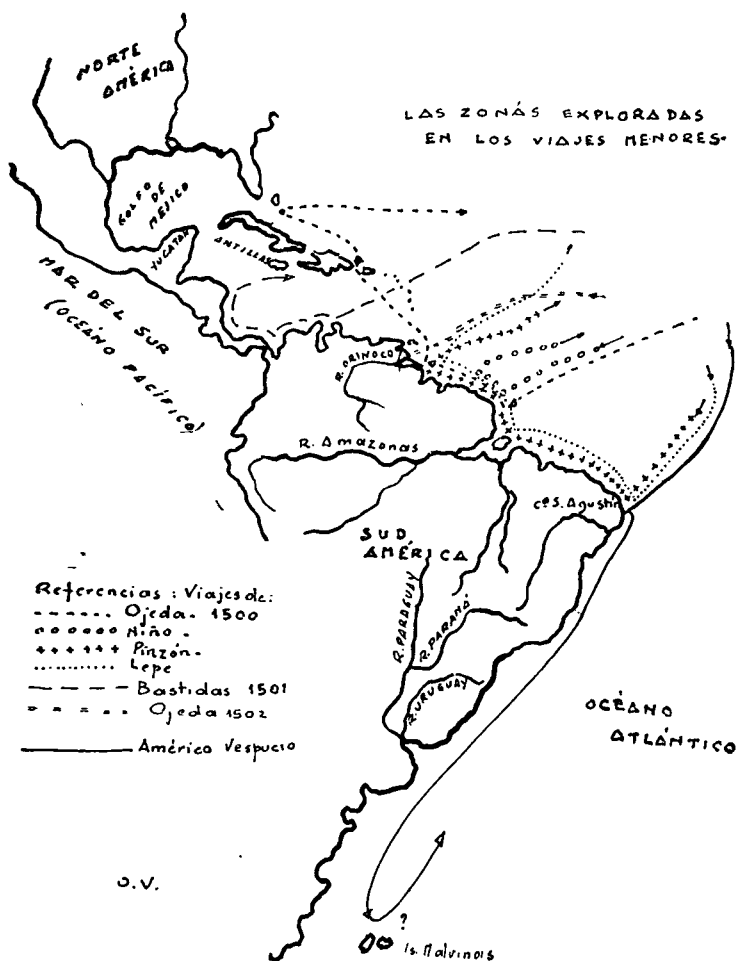 LAS ZONÁS EXPLORADAS
EN LOS VIAJES MENORES.
NORTE
AMÉRICA
GOLFO
DE
MÉJICO
YUCATAN
ANTILLAS
MAR DEL SUR
(OCÉANO PACÍFICO)
R. ORINOCO
R. Amazonas
Cº S. Agustín
SUD
AMÉRICA
R. PARAGUAY
R. PARANÁ
R. URUGUAY
OCÉANO
ATLÁNTICO
Referencias : Viajes de:
Ojeda. 1500
Niño.
Pinzón.
Lepe
Bastidas 1501
Ojeda 1502
Américo Vespucio
O.V.
?
Is. Malvinas